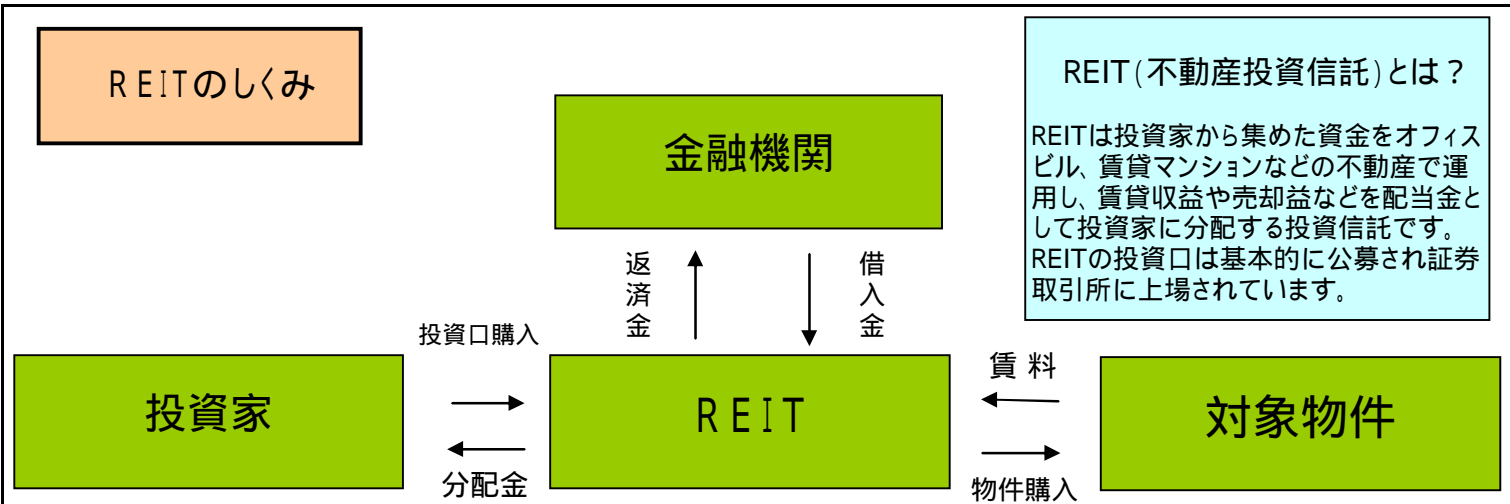 REITのしくみ
REIT(不動産投資信託)とは?
REITは投資家から集めた資金をオフィス
ビル、賃貸マンションなどの不動産で運
用し、賃貸収益や売却益などを配当金と
して投資家に分配する投資信託です。
REITの投資口は基本的に公募され証券
取引所に上場されています。
金融機関
返済金
借入金
投資口購入
賃料
投資家
REIT
対象物件
分配金
物件購入